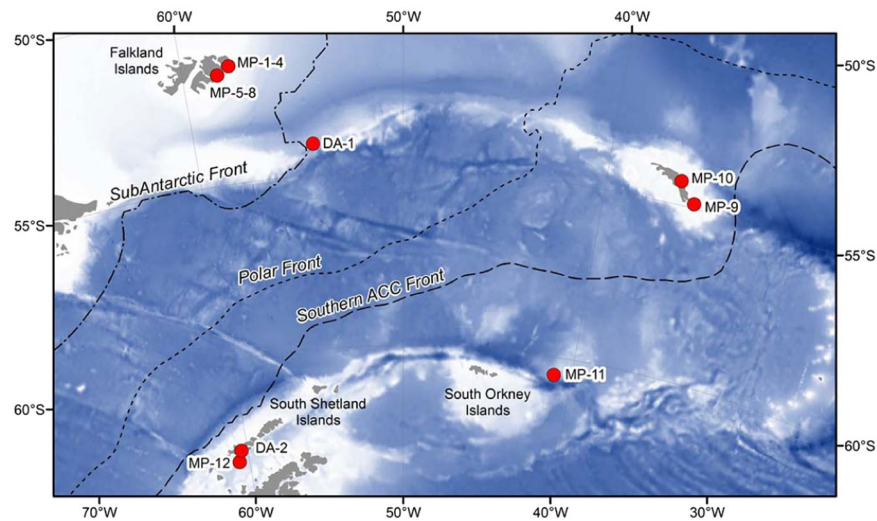 60°W 50°W 40°W
50°S
50°S
Falkland
Islands
MP-1-4
MP-5-8
DA-1
SubAntarctic Front
MP-10
MP-9
55°S
55°S
Polar Front
Southern ACC Front
MP-11
South Orkney
Islands
South Shetland
Islands
60°S
60°S
DA-2
MP-12
70°W 60°W 50°W 40°W 30°W